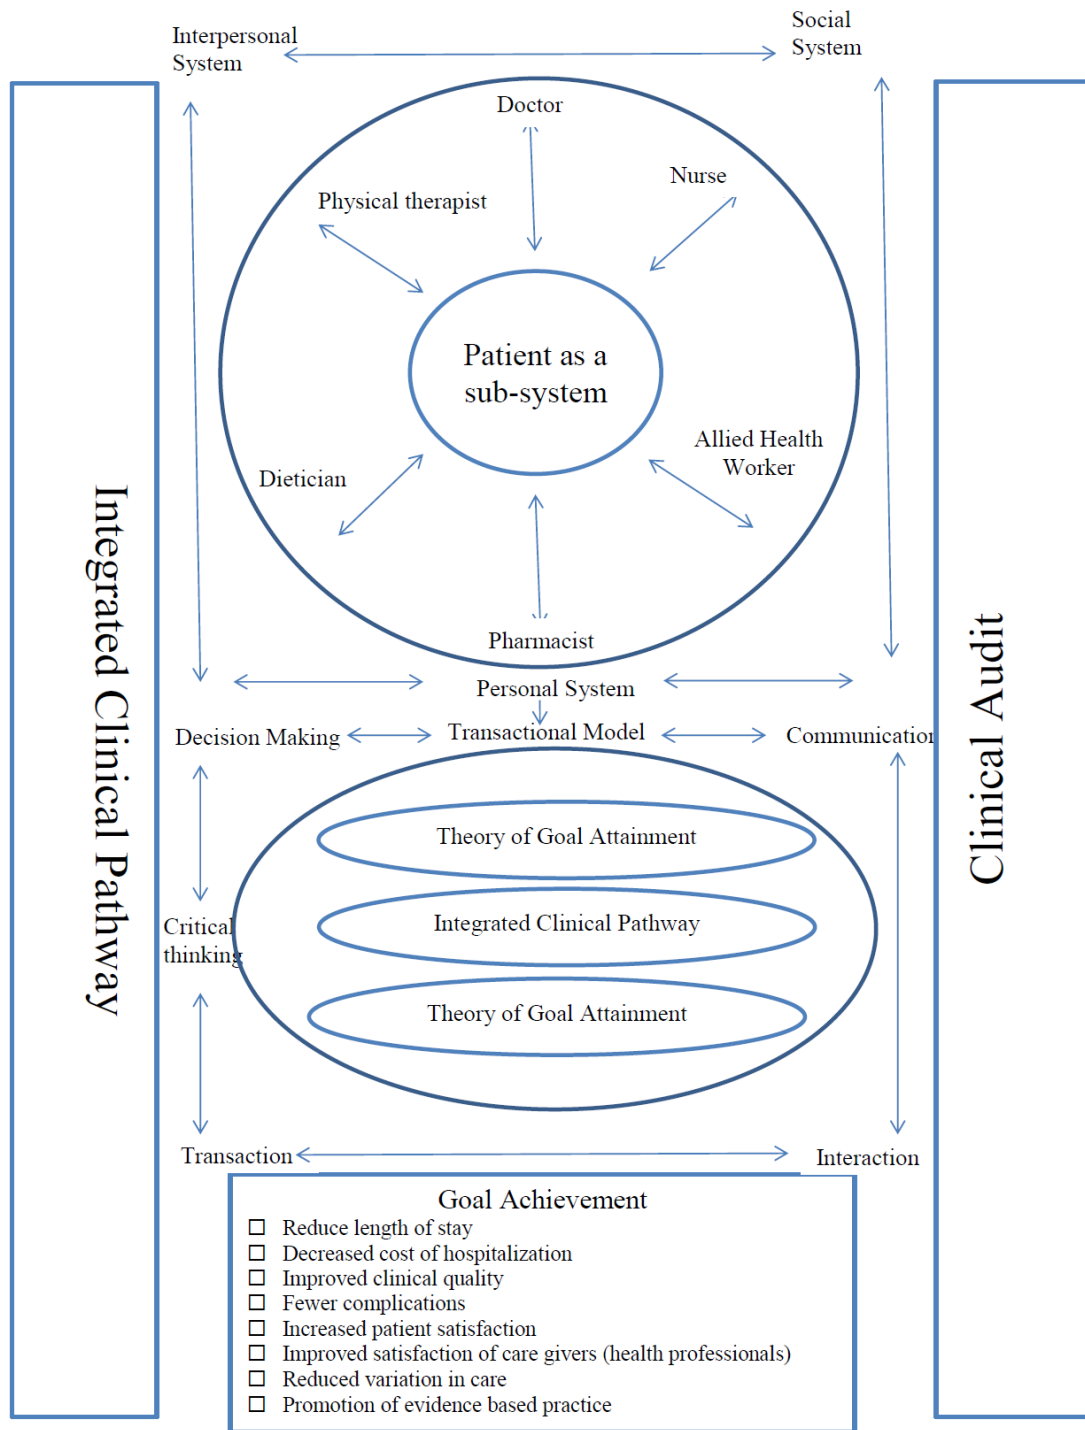 Interpersonal
System
Social
System
Doctor
Nurse
Physical therapist
Patient as a
sub-system
Allied Health
Worker
Dietician
Pharmacist
Personal System
Integrated Clinical Pathway
Clinical Audit
Decision Making
Transactional Model
Communication
Theory of Goal Attainment
Critical
thinking
Integrated Clinical Pathway
Theory of Goal Attainment
Transaction
Interaction
Goal Achievement
☐ Reduce length of stay
☐ Decreased cost of hospitalization
☐ Improved clinical quality
☐ Fewer complications
☐ Increased patient satisfaction
☐ Improved satisfaction of care givers (health professionals)
☐ Reduced variation in care
☐ Promotion of evidence based practice